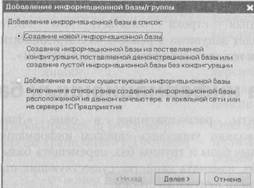 Добавление информационной базы/группы
Добавление информационной базы в список:
Создание новой информационной базы
Создание информационной базы из поставляемой
конфигурации, поставляемой демонстрационной базы или
создание пустой информационной базы без конфигурации
Добавление в список существующей информационной базы
Включение в список ранее созданной информационной базы
расположенной на данном компьютере, в локальной сети или
на сервере 1С:Предприятия
< Назад
Далее >
Отмена